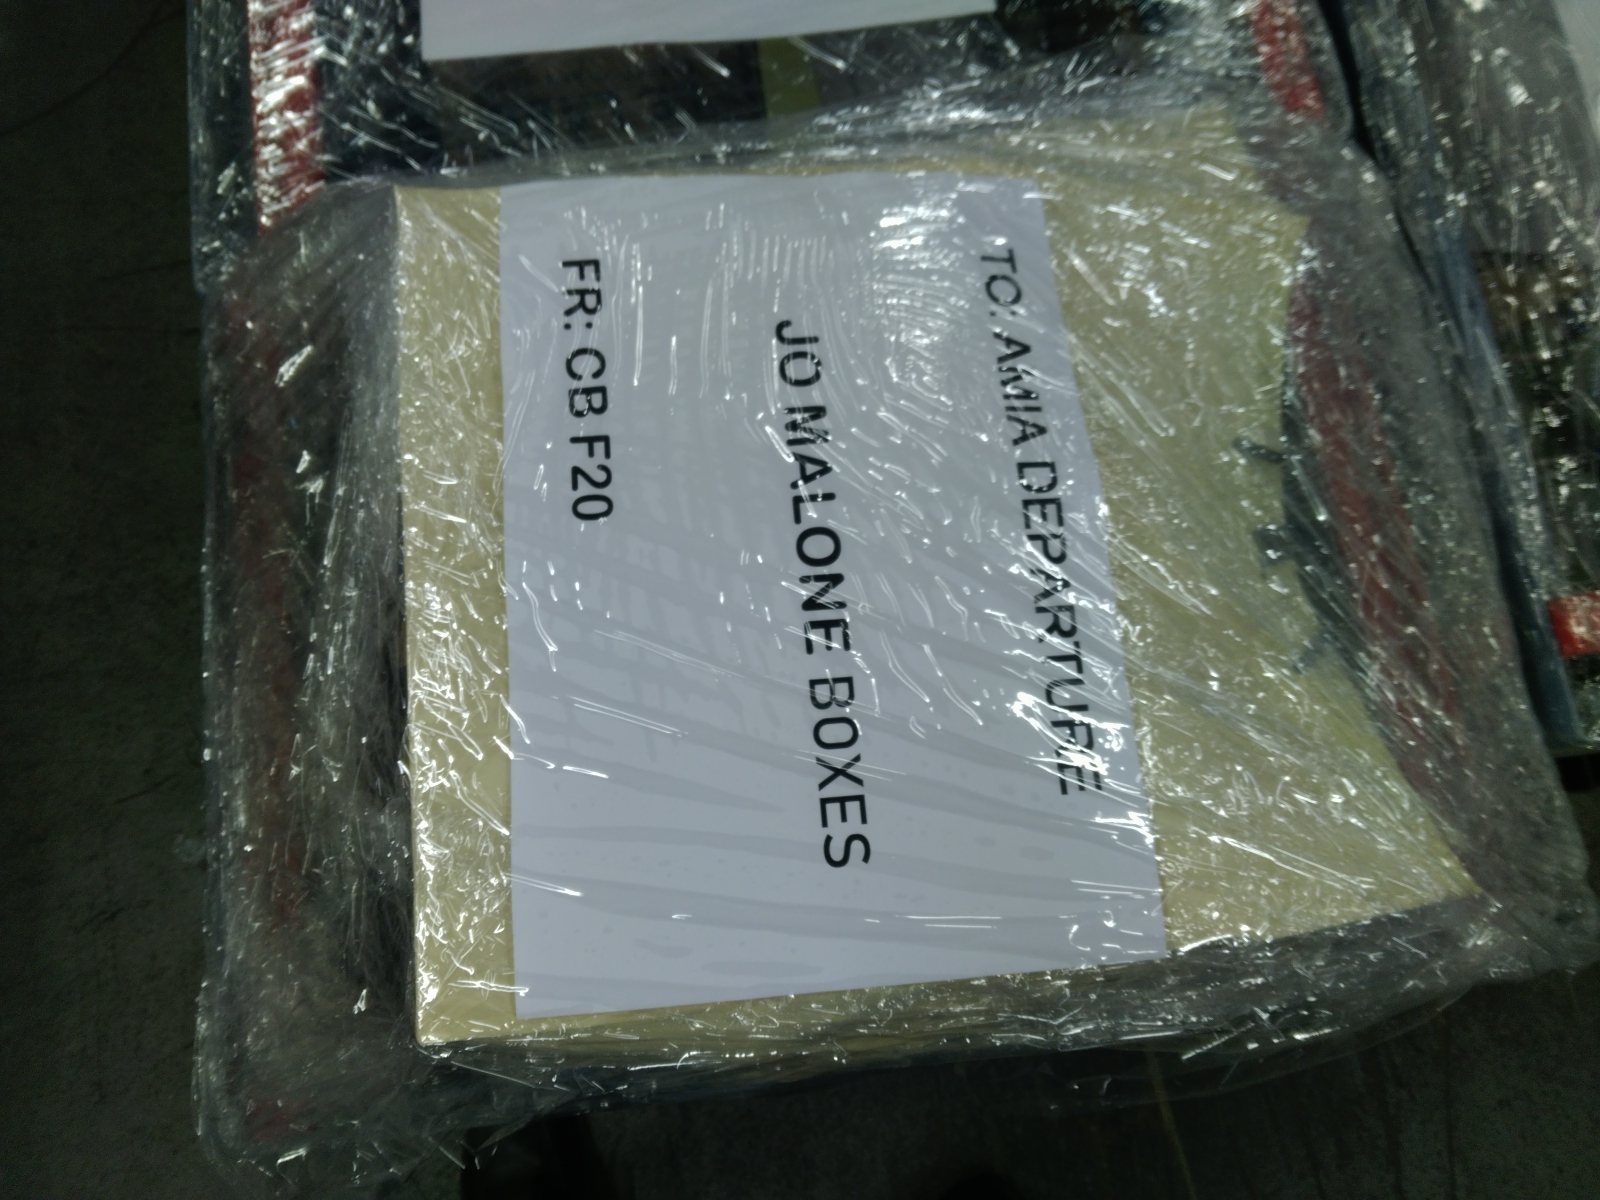 TO: AMIA DEPARTURE
JO MALONE BOXES
FR: CB F20